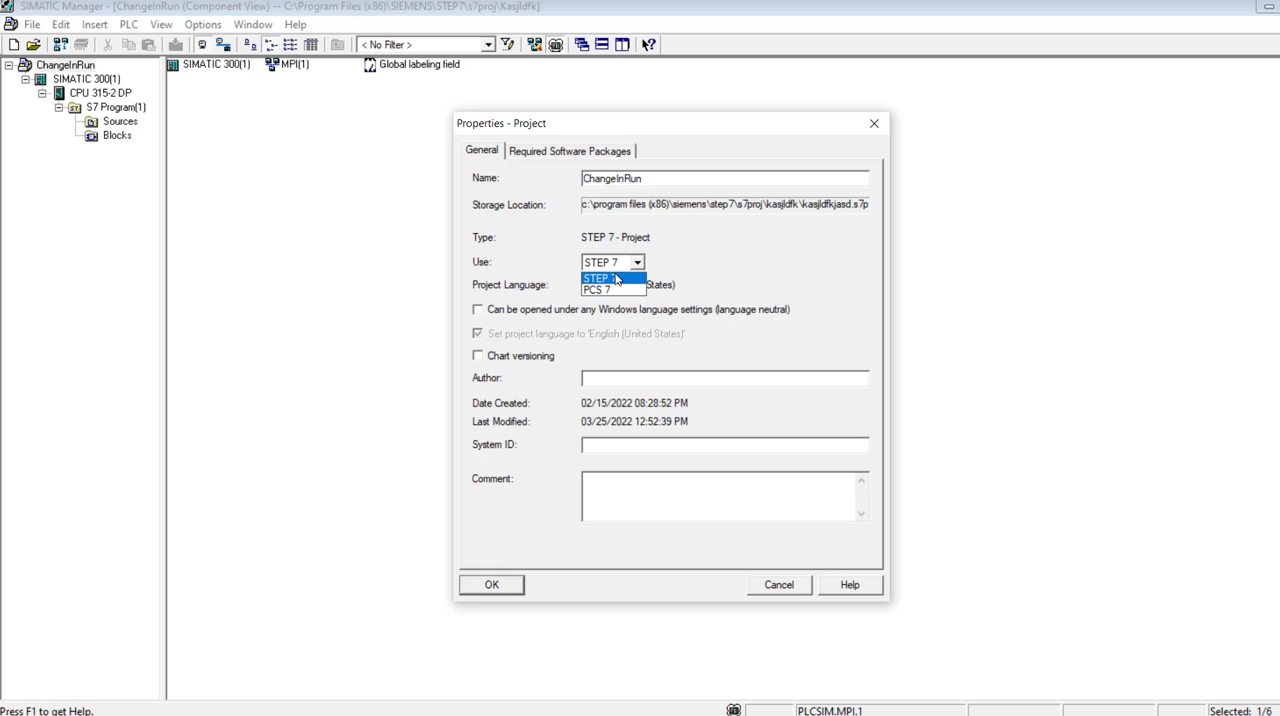 SIMATIC Manager - [ChangeInRun (Component View) -- C:\Program Files (x86)\SIEMENS\STEP7\s7proj\Kasjldfk]
File Edit Insert PLC View Options Window Help
< No Filter >
ChangeInRun
SIMATIC 300(1)
CPU 315-2 DP
S7 Program(1)
Sources
Blocks
SIMATIC 300(1) MPI(1) Global labeling field
Properties - Project
General Required Software Packages
Name: ChangeInRun
Storage Location: c:\program files (x86)\siemens\step7\s7proj\kasjldfk\kasjldfkjasd.s7p
Type: STEP 7 - Project
Use: STEP 7
STEP 7
PCS 7
Project Language: States)
Can be opened under any Windows language settings (language neutral)
Set project language to 'English (United States)'
Chart versioning
Author:
Date Created: 02/15/2022 08:28:52 PM
Last Modified: 03/25/2022 12:52:39 PM
System ID:
Comment:
OK Cancel Help
Press F1 to get Help. PLCSIM.MPI.1 Selected: 1/6